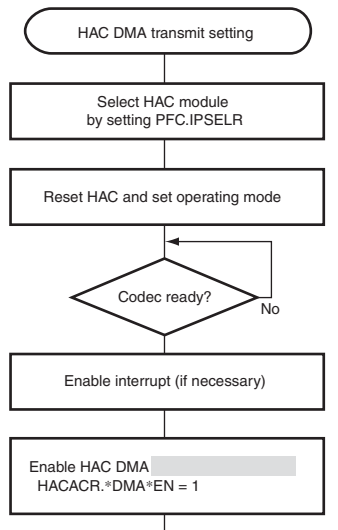 HAC DMA transmit setting
Select HAC module
by setting PFC.IPSELR
Reset HAC and set operating mode
Codec ready?
No
Enable interrupt (if necessary)
Enable HAC DMA
HACACR.*DMA*EN = 1